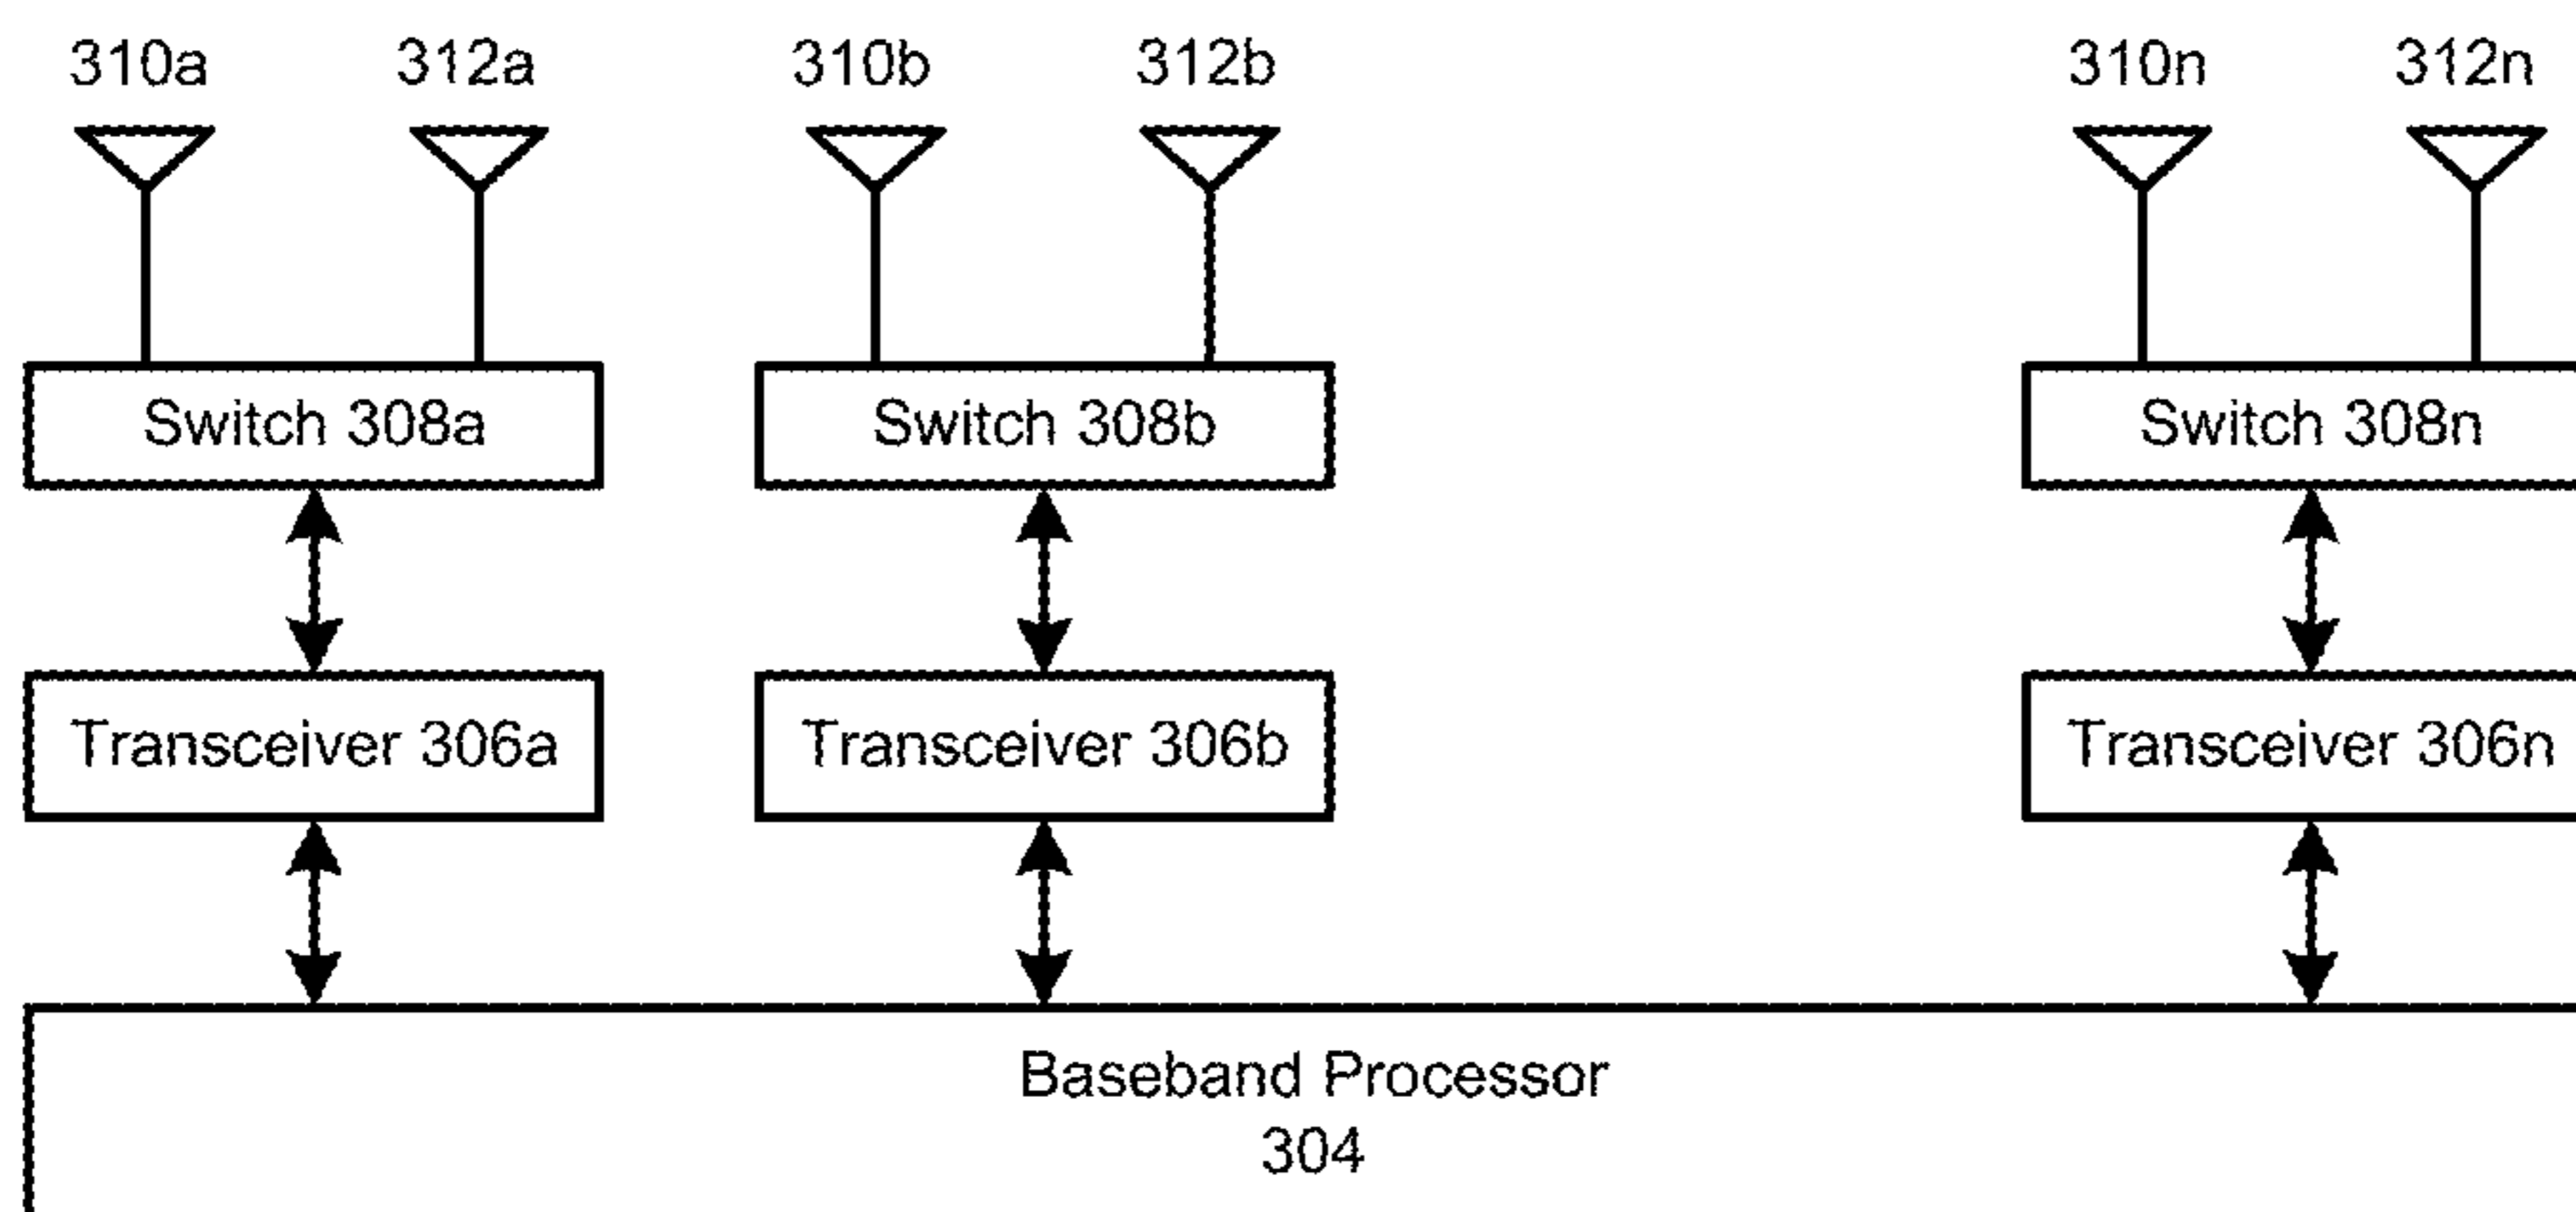 310a 312a 310b 312b 310n 312n
Switch 308a Switch 308b Switch 308n
Transceiver 306a Transceiver 306b Transceiver 306n
Baseband Processor
304